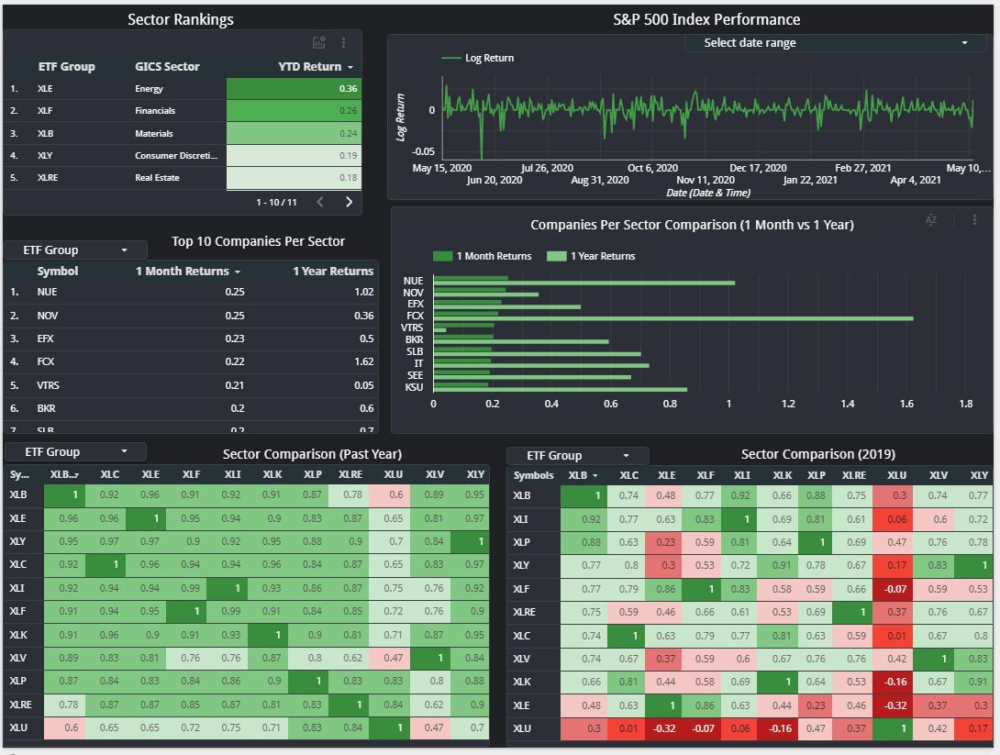 Sector Rankings
ETF Group GICS Sector YTD Return
1. XLE Energy 0.36
2. XLF Financials 0.26
3. XLB Materials 0.24
4. XLY Consumer Discreti... 0.19
5. XLRE Real Estate 0.18
1 - 10 / 11
S&P 500 Index Performance
Select date range
Log Return
Log Return
0
-0.05
May 15, 2020 Jul 26, 2020 Oct 6, 2020 Dec 17, 2020 Feb 27, 2021 May 10,...
Jun 20, 2020 Aug 31, 2020 Nov 11, 2020 Jan 22, 2021 Apr 4, 2021
Date (Date & Time)
ETF Group
Top 10 Companies Per Sector
Symbol 1 Month Returns 1 Year Returns
1. NUE 0.25 1.02
2. NOV 0.25 0.36
3. EFX 0.23 0.5
4. FCX 0.22 1.62
5. VTRS 0.21 0.05
6. BKR 0.2 0.6
7. SLB 0.2 0.7
Companies Per Sector Comparison (1 Month vs 1 Year)
1 Month Returns 1 Year Returns
NUE
NOV
EFX
FCX
VTRS
BKR
SLB
IT
SEE
KSU
0 0.2 0.4 0.6 0.8 1 1.2 1.4 1.6 1.8
ETF Group
Sector Comparison (Past Year)
Sy... XLB.. XLC XLE XLF XLI XLK XLP XLRE XLU XLV XLY
XLB 1 0.92 0.96 0.91 0.92 0.91 0.87 0.78 0.6 0.89 0.95
XLE 0.96 0.96 1 0.95 0.94 0.9 0.83 0.87 0.65 0.81 0.97
XLY 0.95 0.97 0.97 0.9 0.92 0.95 0.88 0.9 0.7 0.84 1
XLC 0.92 1 0.96 0.94 0.94 0.96 0.84 0.87 0.65 0.83 0.97
XLI 0.92 0.94 0.94 0.99 1 0.93 0.86 0.87 0.75 0.76 0.92
XLF 0.91 0.94 0.95 1 0.99 0.91 0.84 0.85 0.72 0.76 0.9
XLK 0.91 0.96 0.9 0.91 0.93 1 0.9 0.81 0.71 0.87 0.95
XLV 0.89 0.83 0.81 0.76 0.76 0.87 0.8 0.62 0.47 1 0.84
XLP 0.87 0.84 0.83 0.84 0.86 0.9 1 0.83 0.83 0.8 0.88
XLRE 0.78 0.87 0.87 0.85 0.87 0.81 0.83 1 0.84 0.62 0.9
XLU 0.6 0.65 0.65 0.72 0.75 0.71 0.83 0.84 1 0.47 0.7
ETF Group
Sector Comparison (2019)
Symbols XLB XLC XLE XLF XLI XLK XLP XLRE XLU XLV XLY
XLB 1 0.74 0.48 0.77 0.92 0.66 0.88 0.75 0.3 0.74 0.77
XLI 0.92 0.77 0.63 0.83 1 0.69 0.81 0.61 0.06 0.6 0.72
XLP 0.88 0.63 0.23 0.59 0.81 0.64 1 0.69 0.47 0.76 0.78
XLY 0.77 0.8 0.3 0.53 0.72 0.91 0.78 0.67 0.17 0.83 1
XLF 0.77 0.79 0.86 1 0.83 0.58 0.59 0.66 -0.07 0.59 0.53
XLRE 0.75 0.59 0.46 0.66 0.61 0.53 0.69 1 0.37 0.76 0.67
XLC 0.74 1 0.63 0.79 0.77 0.81 0.63 0.59 0.01 0.67 0.8
XLV 0.74 0.67 0.37 0.59 0.6 0.67 0.76 0.76 0.42 1 0.83
XLK 0.66 0.81 0.44 0.58 0.69 1 0.64 0.53 -0.16 0.67 0.91
XLE 0.48 0.63 1 0.86 0.63 0.44 0.23 0.46 -0.32 0.37 0.3
XLU 0.3 0.01 -0.32 -0.07 0.06 -0.16 0.47 0.37 1 0.42 0.17